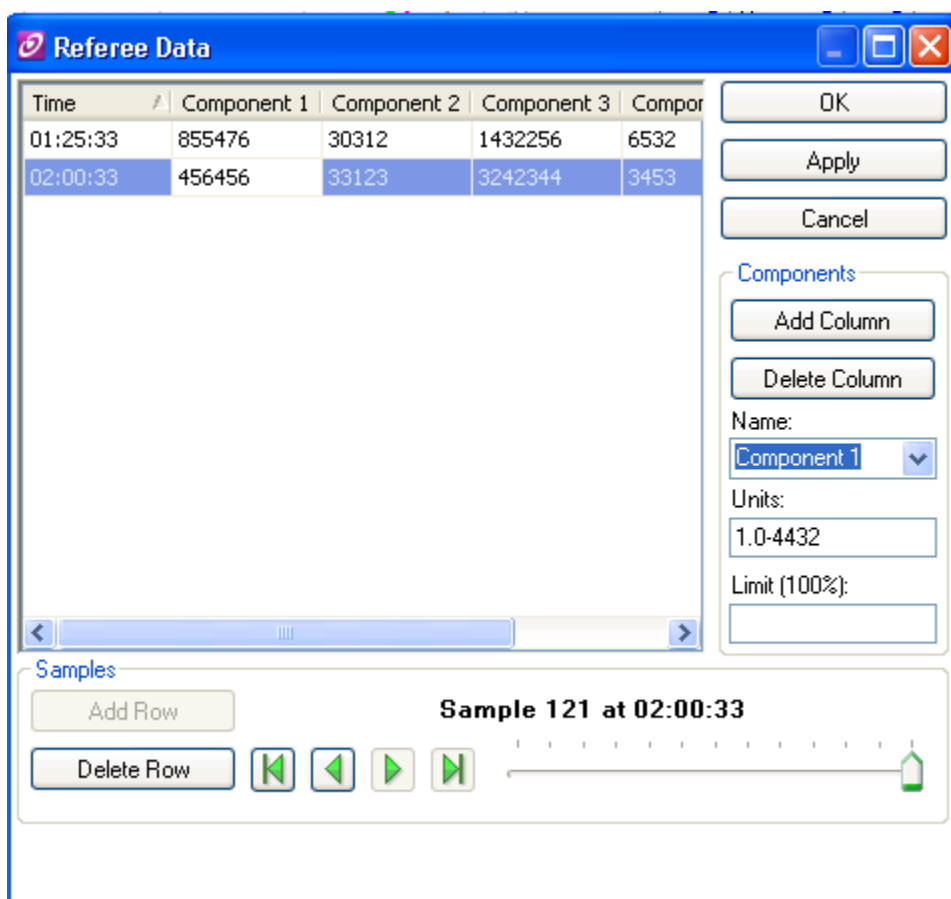 Referee Data
Time Component 1 Component 2 Component 3 Compor
01:25:33 855476 30312 1432256 6532
02:00:33 456456 33123 3242344 3453
OK
Apply
Cancel
Components
Add Column
Delete Column
Name:
Component 1
Units:
1.0-4432
Limit (100%):
Samples
Add Row
Sample 121 at 02:00:33
Delete Row